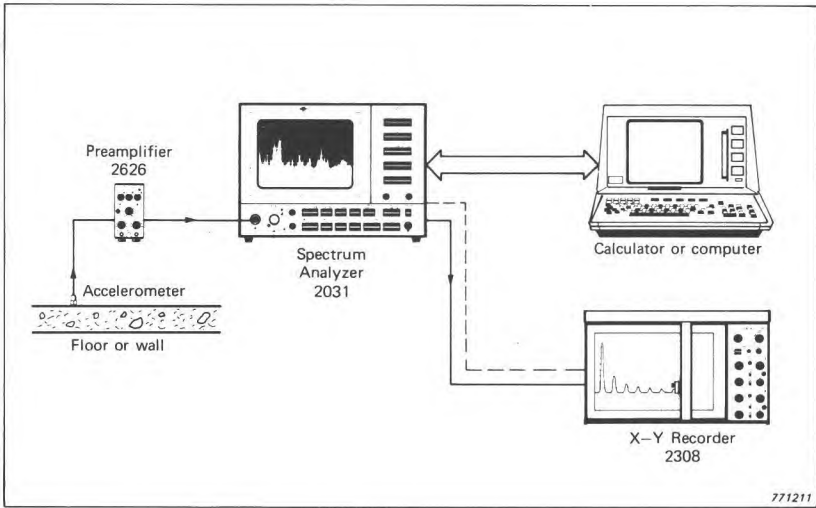 Preamplifier
2626
Accelerometer
Floor or wall
Spectrum
Analyzer
2031
Calculator or computer
X–Y Recorder
2308
771211